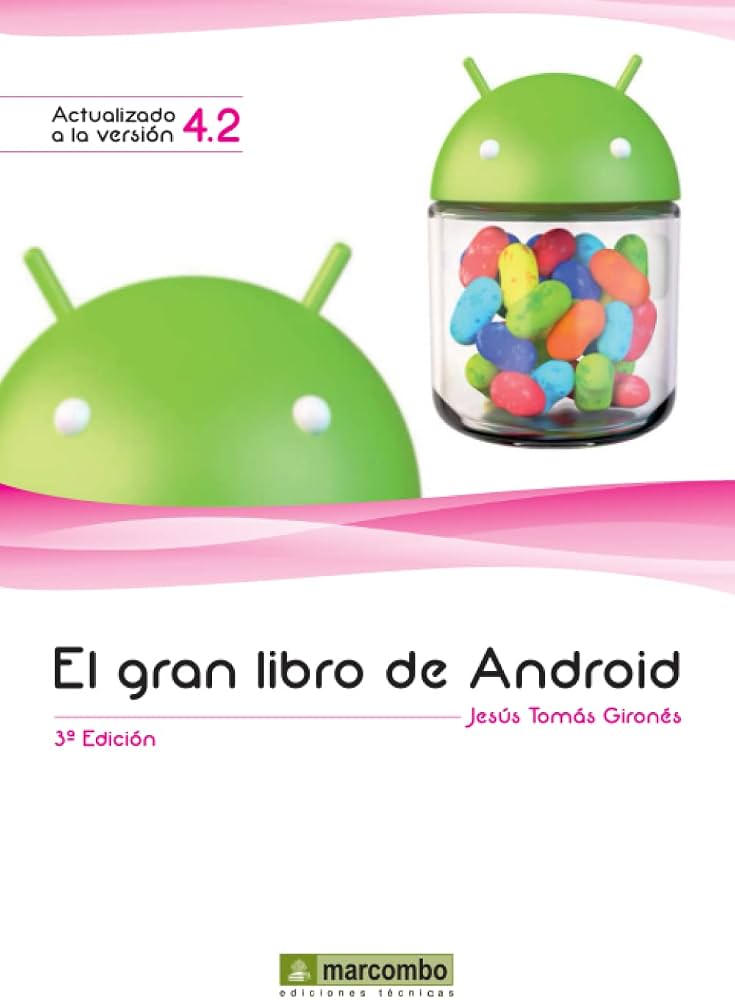 Actualizado
a la versión 4.2
El gran libro de Android
Jesús Tomás Gironés
3ª Edición
marcombo
ediciones técnicas